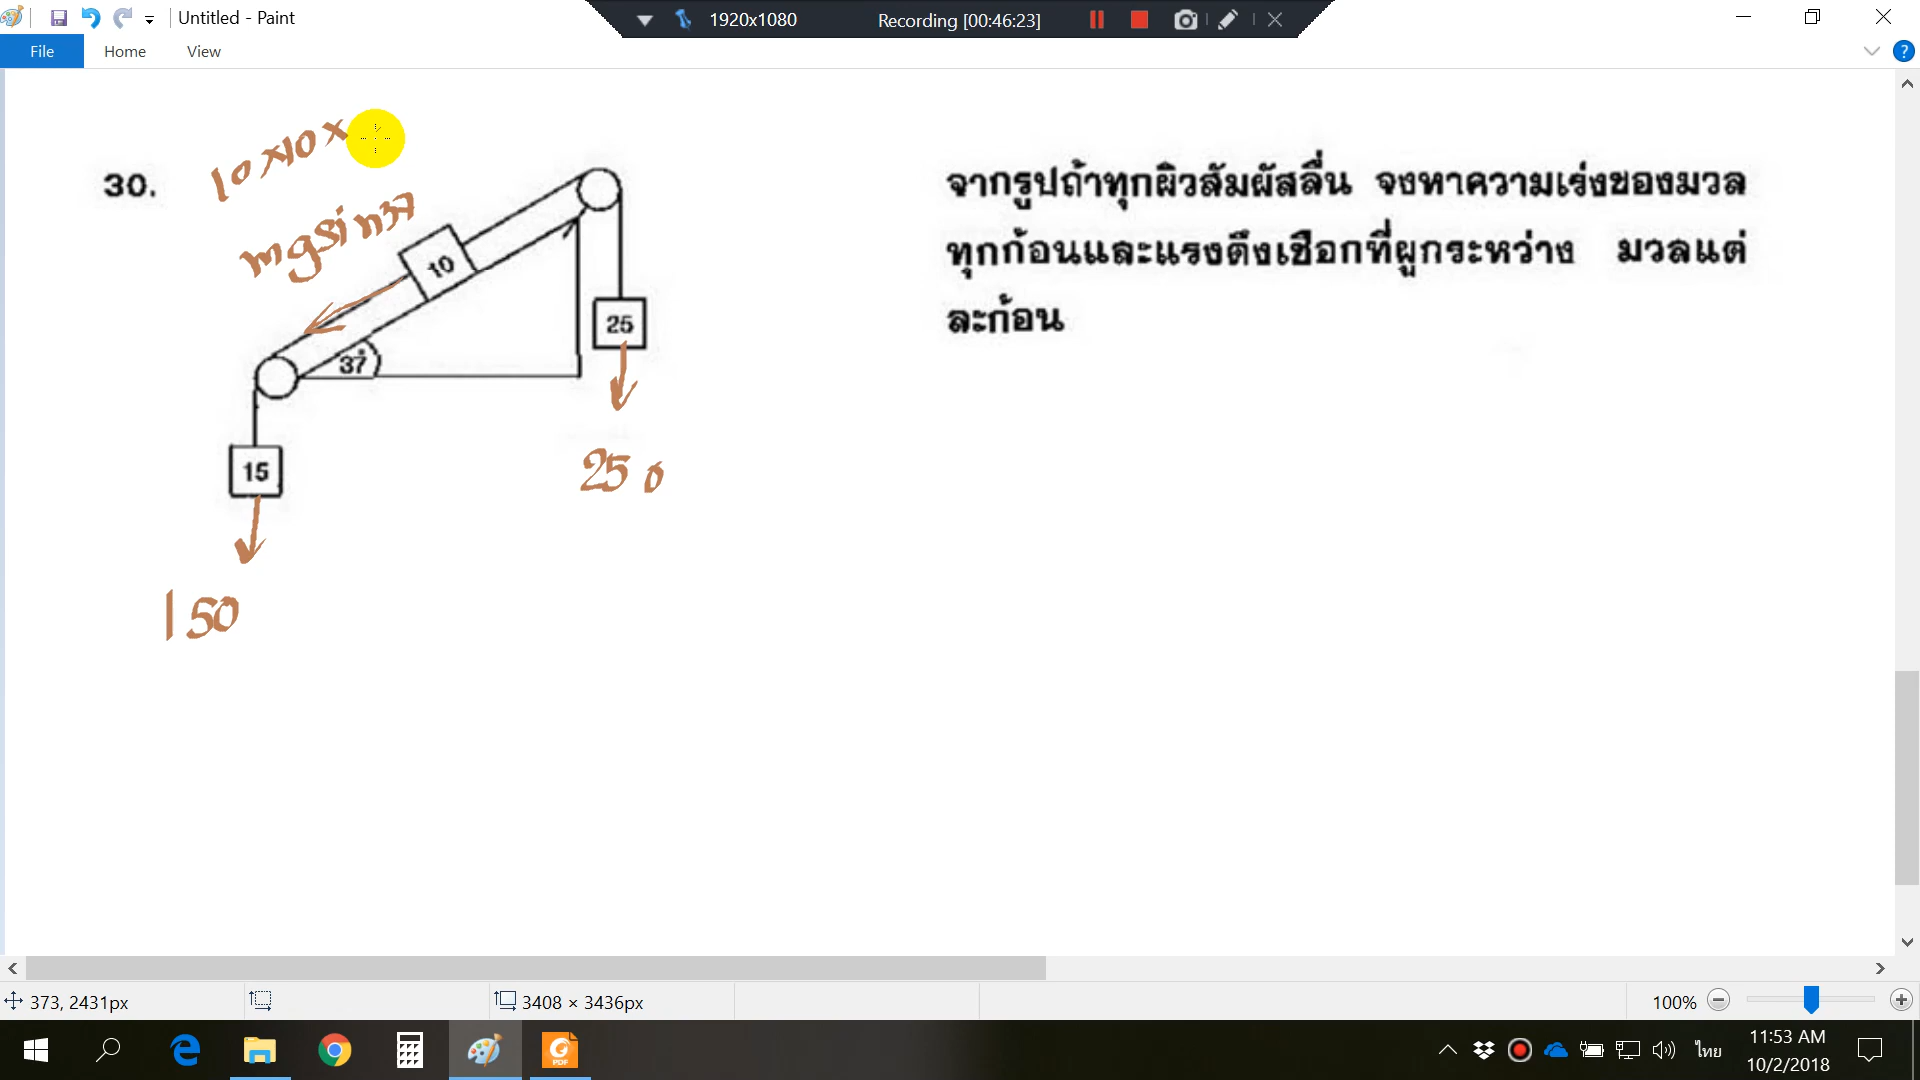 Untitled - Paint
1920x1080
Recording [00:46:23]
File
Home
View
30.
10×10×
mgsin37
10
25
37°
15
250
150
จากรูปถ้าทุกผิวสัมผัสลื่น จงหาความเร่งของมวล
ทุกก้อนและแรงดึงเชือกที่ผูกระหว่าง มวลแต่
ละก้อน
373, 2431px
3408 × 3436px
100%
PDF
ไทย
11:53 AM
10/2/2018